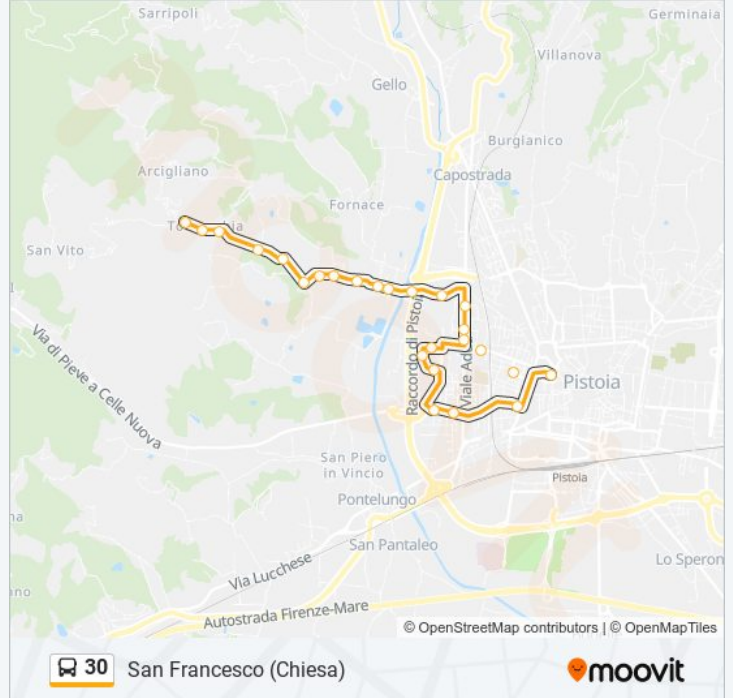 Sarripoli
Germinaia
Villanova
Gello
Burgianico
Arcigliano
Capostrada
Fornace
San Vito
Raccordo di Pistoi
Via di Pieve a Celle Nuova
Viale Ad
Pistoia
San Piero
in Vincio
Pistoia
Pontelungo
San Pantaleo
Lo Speron
Via Lucchese
Autostrada Firenze-Mare
© OpenStreetMap contributors | © OpenMapTiles
30 San Francesco (Chiesa) moovit